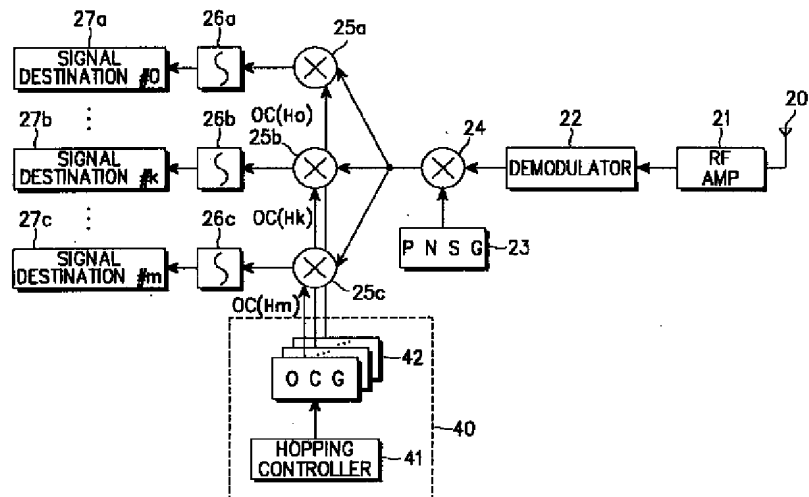 27a
26a
25a
SIGNAL
DESTINATION #0
27b
26b
OC(Ho)
25b
24
22
21
20
SIGNAL
DESTINATION #k
DEMODULATOR
RF
AMP
27c
26c
OC(Hk)
P N S G
23
SIGNAL
DESTINATION #m
25c
OC(Hm)
42
O C G
40
HOPPING
CONTROLLER
41